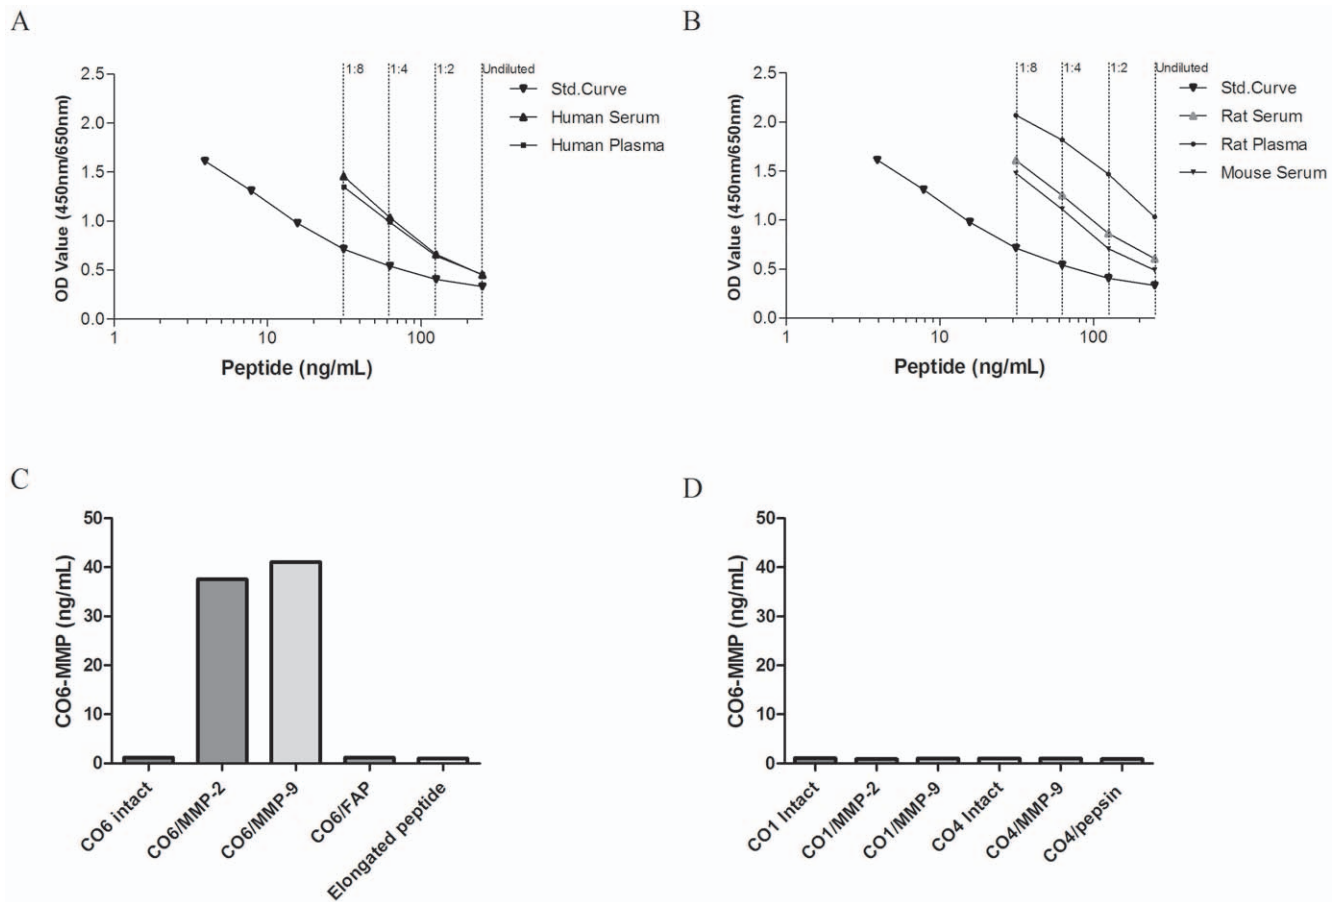 A
1:8 1:4 1:2 Undiluted
2.5
2.0
1.5
1.0
0.5
0.0
OD Value (450nm/650nm)
1 10 100
Peptide (ng/mL)
Std.Curve
Human Serum
Human Plasma
B
1:8 1:4 1:2 Undiluted
2.5
2.0
1.5
1.0
0.5
0.0
OD Value (450nm/650nm)
1 10 100
Peptide (ng/mL)
Std.Curve
Rat Serum
Rat Plasma
Mouse Serum
C
50
40
30
20
10
0
CO6-MMP (ng/mL)
CO6 intact
CO6/MMP-2
CO6/MMP-9
CO6/FAP
Elongated peptide
D
50
40
30
20
10
0
CO6-MMP (ng/mL)
CO1 Intact
CO1/MMP-2
CO1/MMP-9
CO4 Intact
CO4/MMP-9
CO4/pepsin